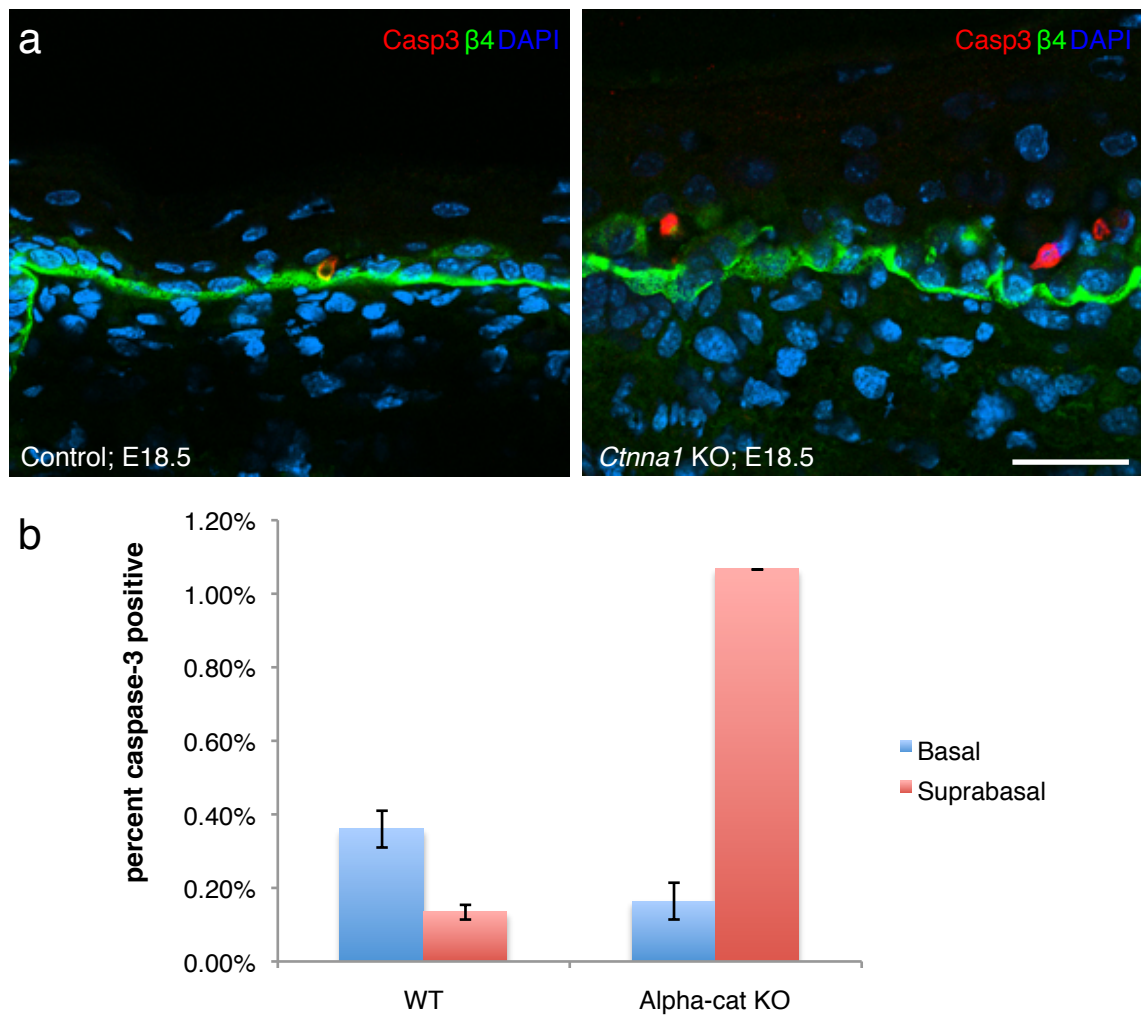 a
Casp3 β4 DAPI
Casp3 β4 DAPI
Control; E18.5
Ctnna1 KO; E18.5
b
percent caspase-3 positive
1.20%
1.00%
0.80%
0.60%
0.40%
0.20%
0.00%
WT
Alpha-cat KO
Basal
Suprabasal